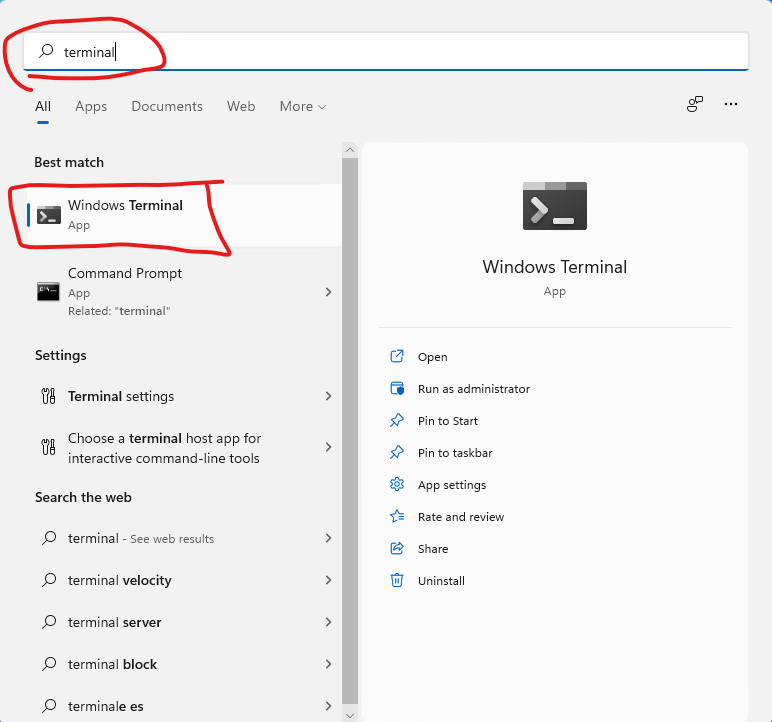 terminal
All Apps Documents Web More
Best match
Windows Terminal
App
Command Prompt
App
Related: "terminal"
Settings
Terminal settings
Choose a terminal host app for
interactive command-line tools
Search the web
terminal - See web results
terminal velocity
terminal server
terminal block
terminale es
Windows Terminal
App
Open
Run as administrator
Pin to Start
Pin to taskbar
App settings
Rate and review
Share
Uninstall